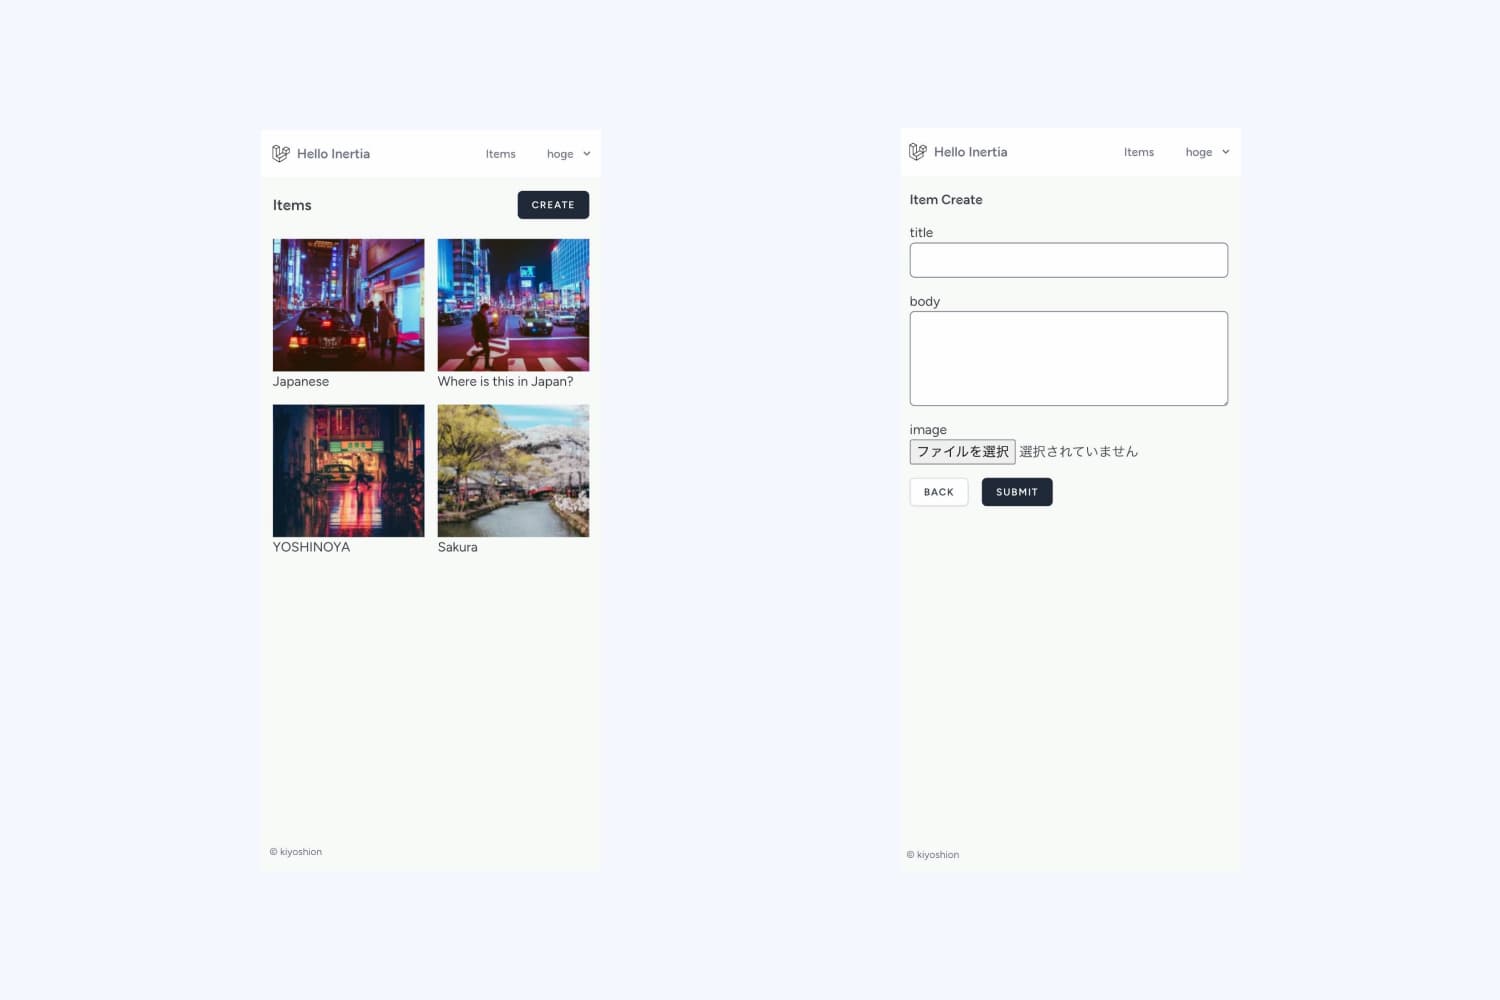 Hello Inertia
Items
hoge
Items
CREATE
Japanese
Where is this in Japan?
YOSHINOYA
Sakura
© kiyoshion
Hello Inertia
Items
hoge
Item Create
title
body
image
ファイルを選択 選択されていません
BACK
SUBMIT
© kiyoshion